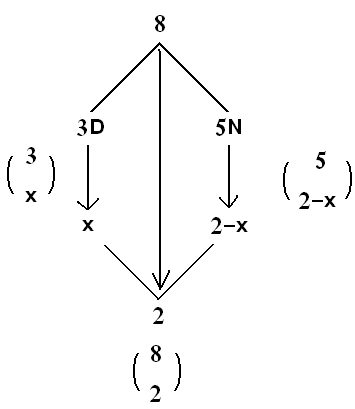 8
3D 5N
( 3 x )
( 5 2-x )
x 2-x
2
( 8 2 )